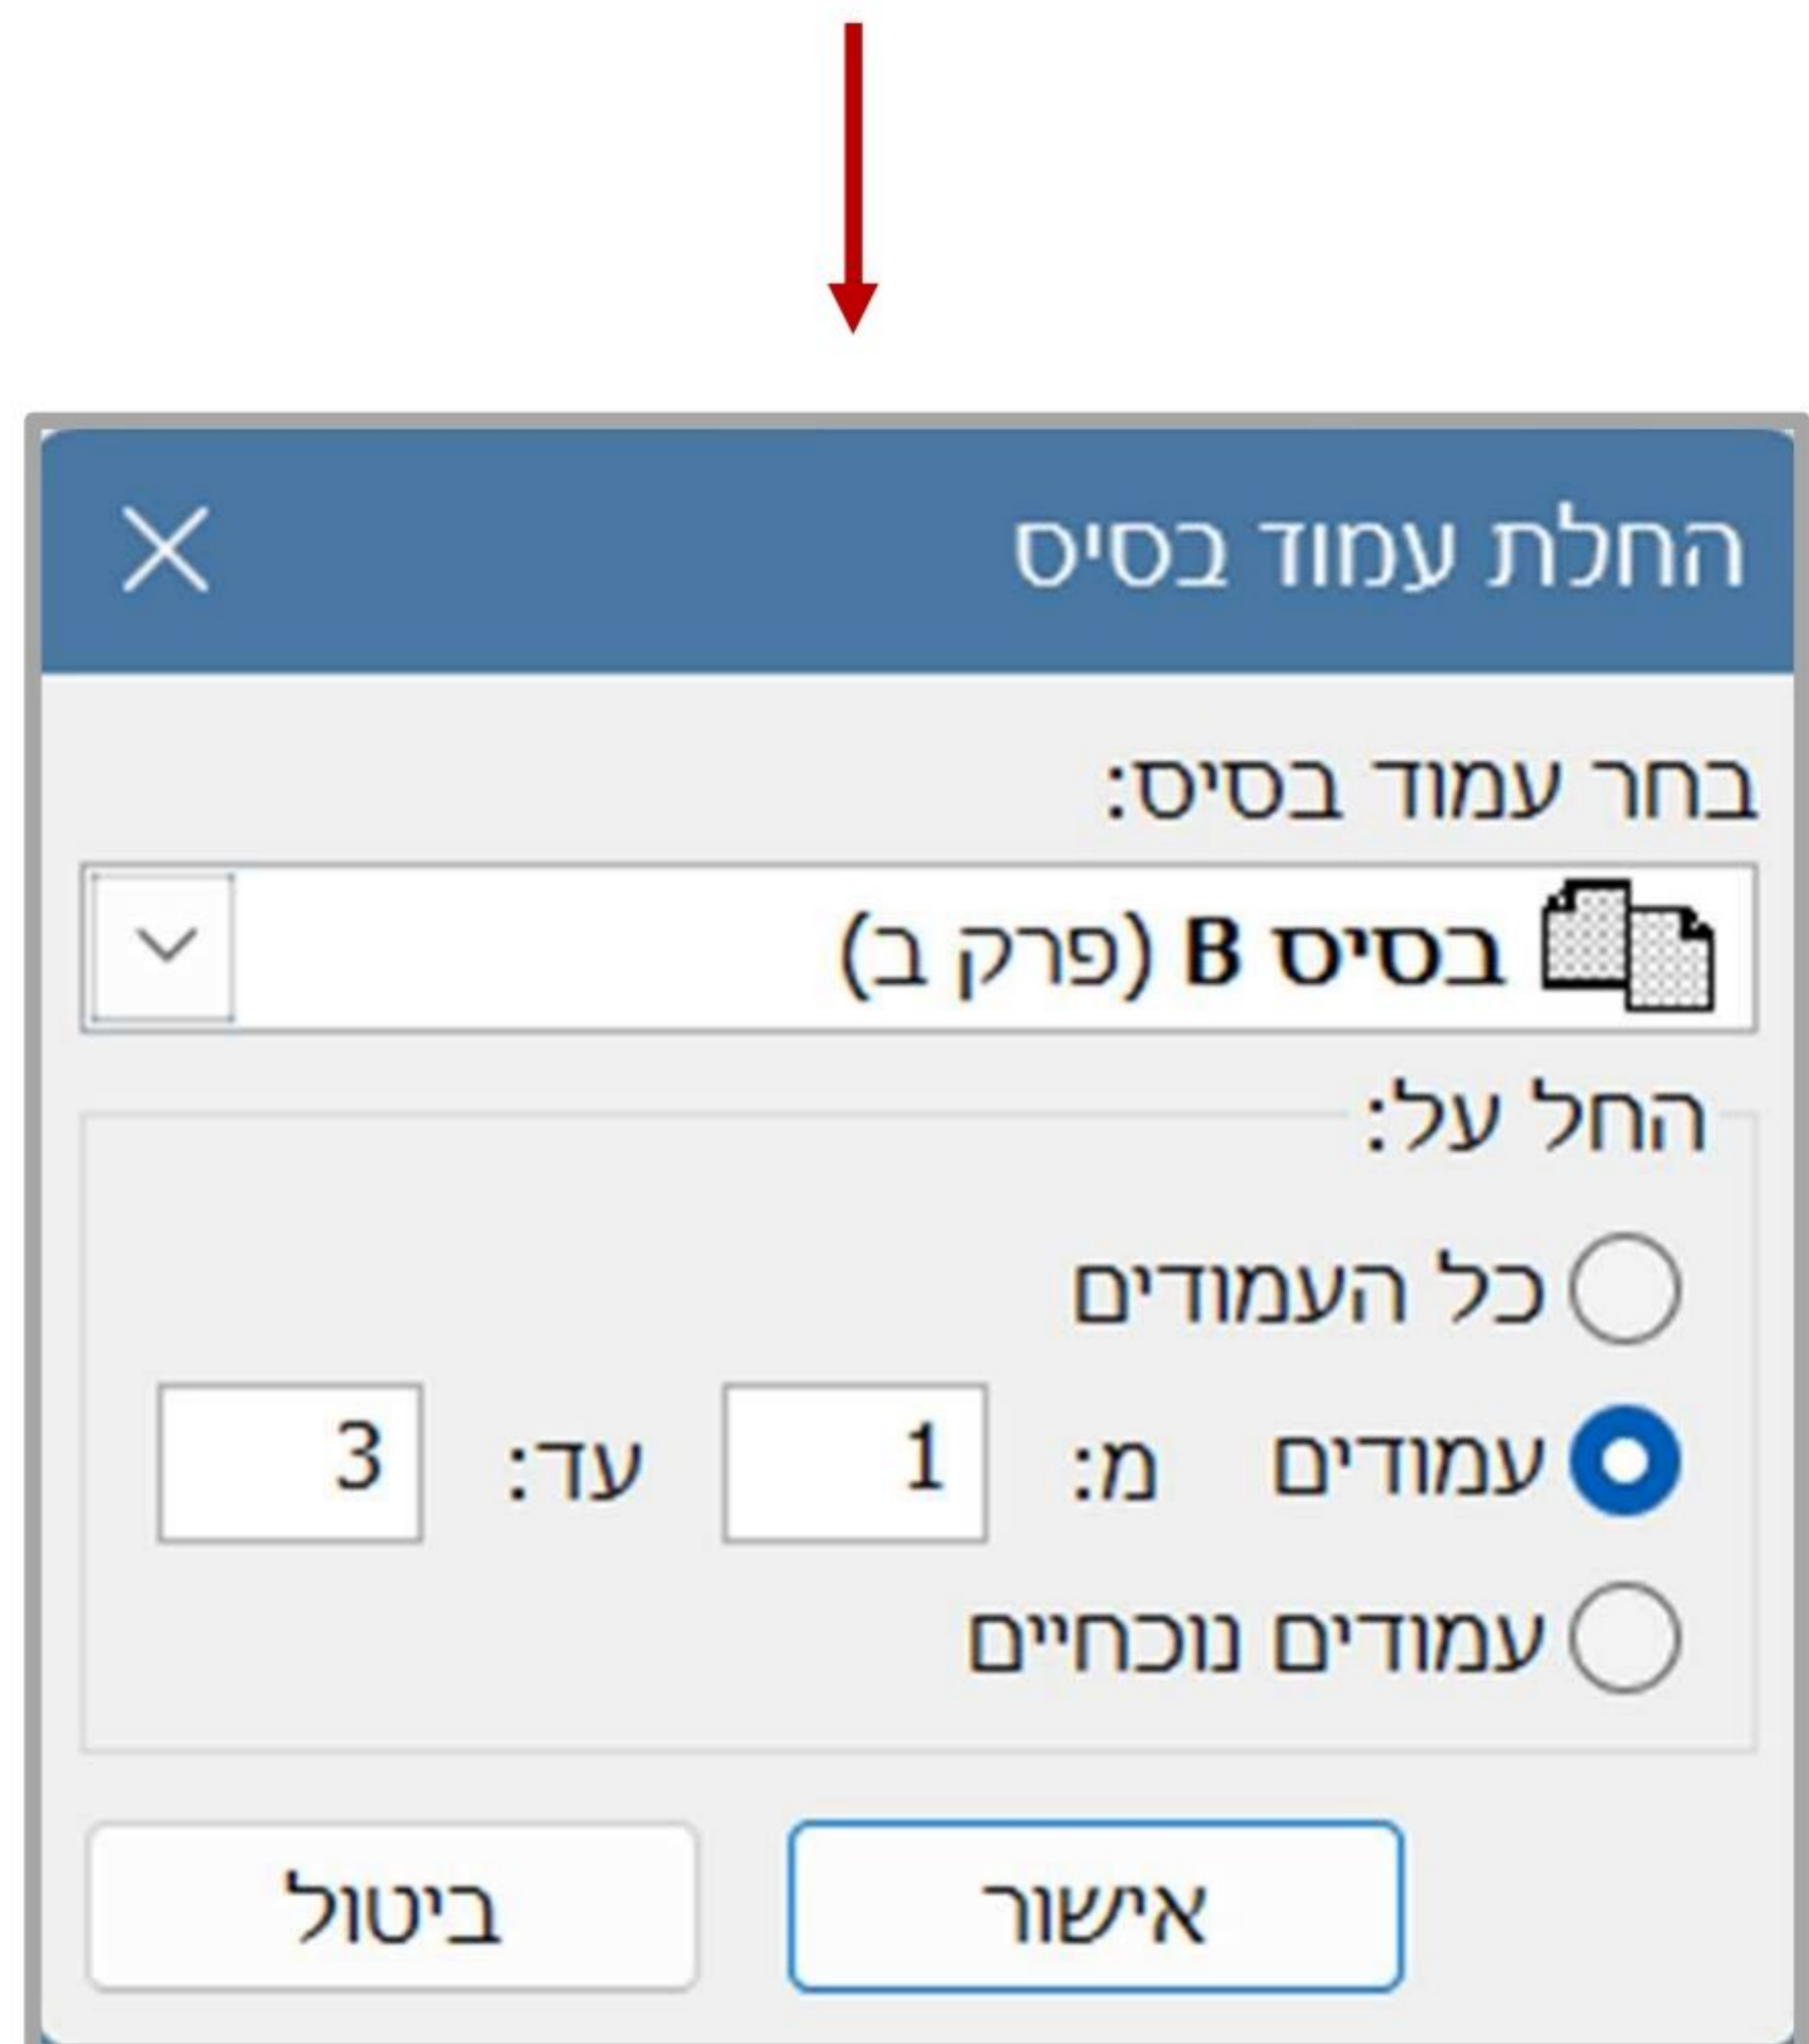 החלת עמוד בסיס
בחר עמוד בסיס:
בסיס B (פרק ב)
החל על:
כל העמודים
עמודים מ: 1 עד: 3
עמודים נוכחיים
אישור ביטול